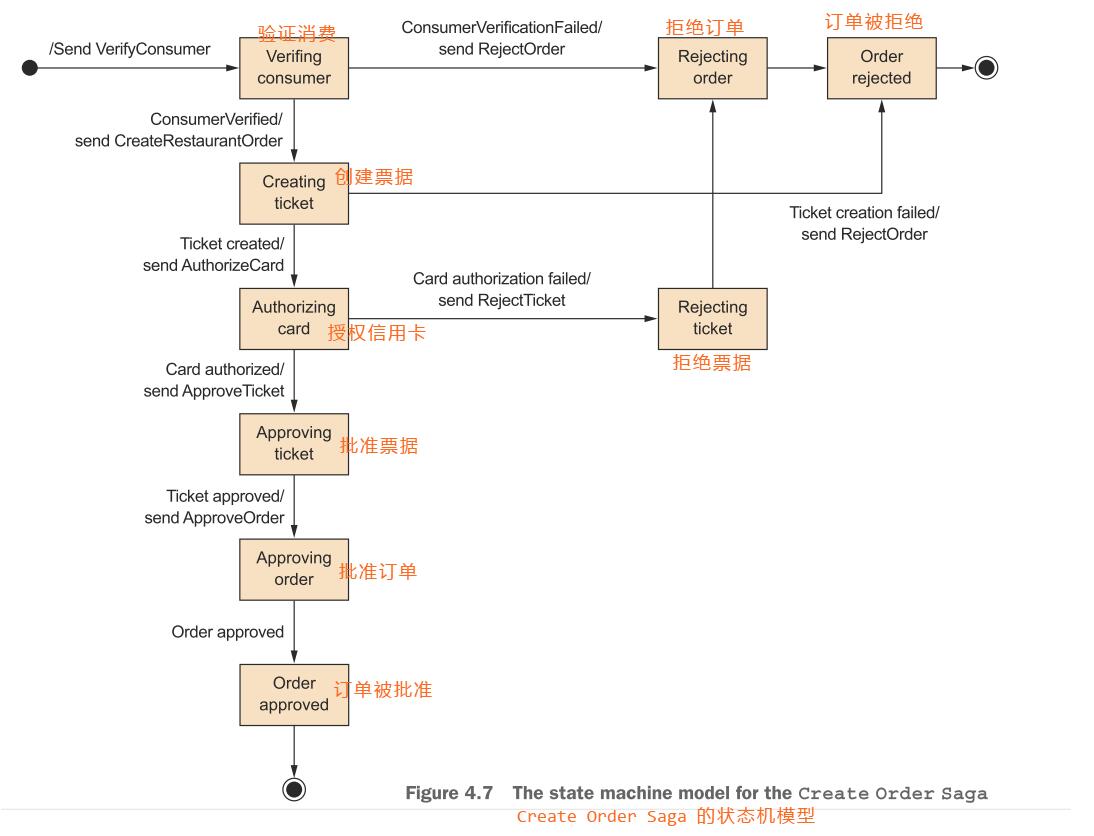 /Send VerifyConsumer
验证消费
Verifing
consumer
ConsumerVerificationFailed/
send RejectOrder
拒绝订单
Rejecting
order
订单被拒绝
Order
rejected
ConsumerVerified/
send CreateRestaurantOrder
Creating
ticket
创建票据
Ticket creation failed/
send RejectOrder
Ticket created/
send AuthorizeCard
Authorizing
card
授权信用卡
Card authorization failed/
send RejectTicket
Rejecting
ticket
拒绝票据
Card authorized/
send ApproveTicket
Approving
ticket
批准票据
Ticket approved/
send ApproveOrder
Approving
order
批准订单
Order approved
Order
approved
订单被批准
Figure 4.7 The state machine model for the Create Order Saga
Create Order Saga 的状态机模型